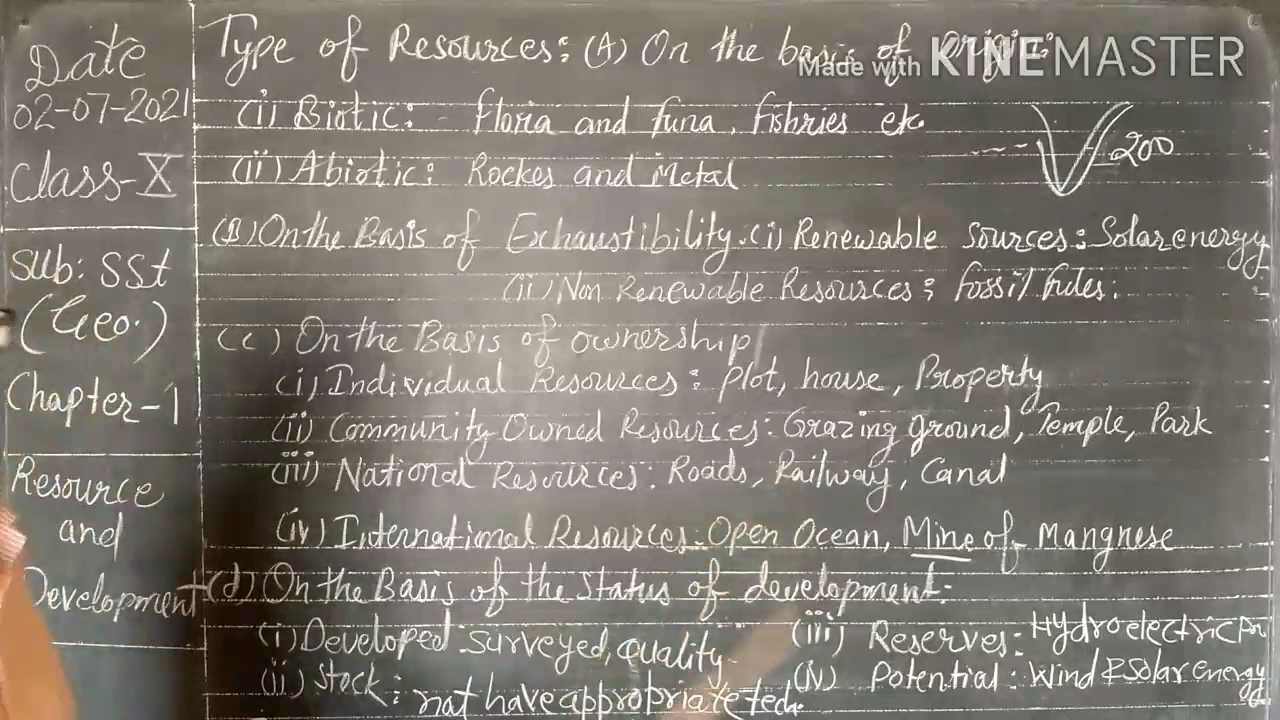 Date
02-07-2021
Class-X
Sub: SSt
(Geo.)
Chapter-1
Resource
and
Development
Type of Resources: (A) On the basis of origin:
Made with KINEMASTER
(i) Biotic: floria and funa, fishries etc.
(ii) Abiotic: Rockes and Metal
200
(B) On the Basis of Exhaustibility. (i) Renewable sources: Solar energy
(ii) Non Renewable Resources: fossil fules.
(c) On the Basis of ownership
(i) Individual Resources: plot, house, Property
(ii) Community Owned Resources: Grazing ground, Temple, Park
(iii) National Resources: Roads, Railway, Canal
(iv) International Resources: Open Ocean, Mine of Mangnese
(d) On the Basis of the Status of development:
(i) Developed: surveyed, quality
(ii) Stock: not have appropriate tech.
(iii) Reserves: Hydroelectric
(iv) Potential: Wind & Solar energy